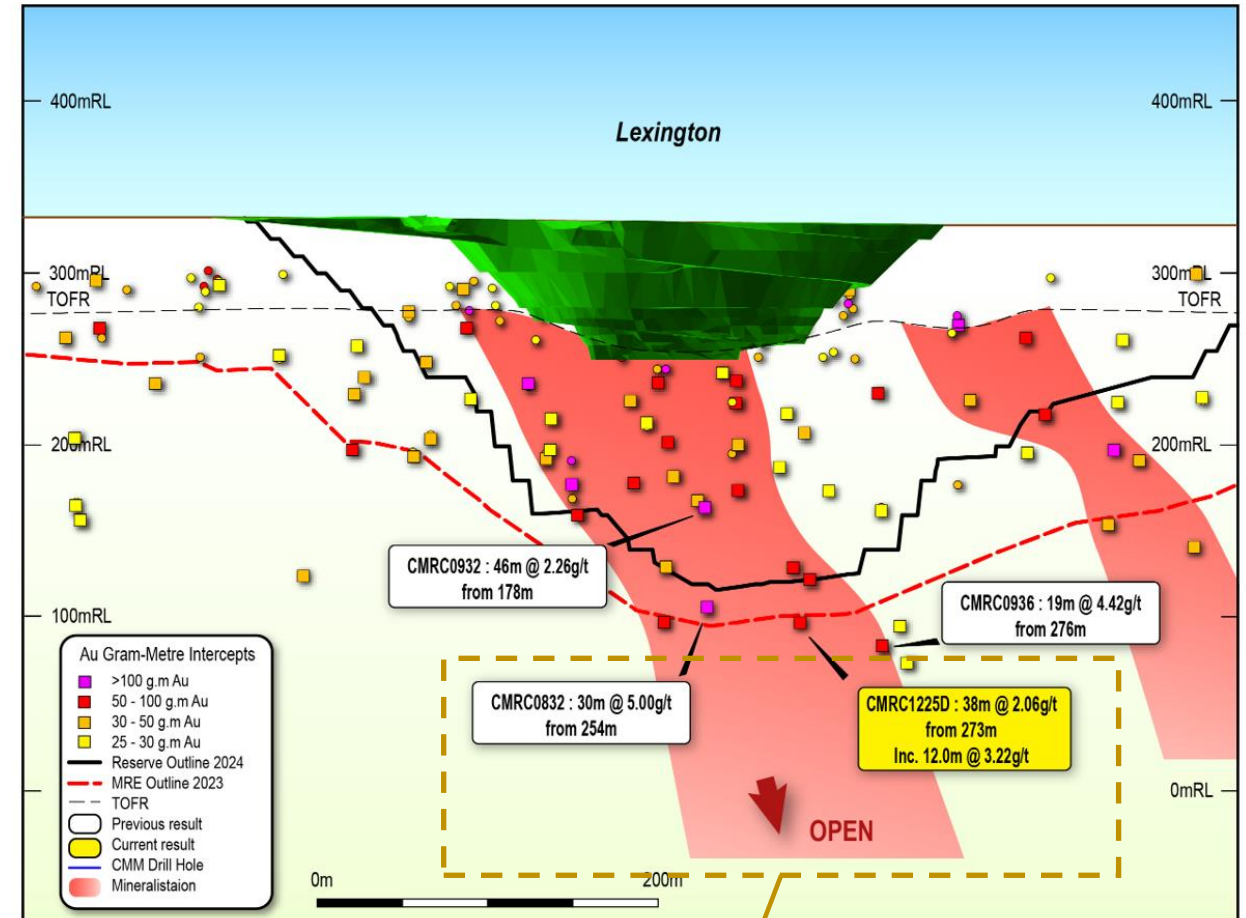 400mRL
400mRL
Lexington
300mRL
TOFR
300mRL
TOFR
200mRL
200mRL
CMRC0932 : 46m @ 2.26g/t
from 178m
100mRL
CMRC0936 : 19m @ 4.42g/t
from 276m
CMRC0832 : 30m @ 5.00g/t
from 254m
CMRC1225D : 38m @ 2.06g/t
from 273m
Inc. 12.0m @ 3.22g/t
0mRL
OPEN
Au Gram-Metre Intercepts
>100 g.m Au
50 - 100 g.m Au
30 - 50 g.m Au
25 - 30 g.m Au
Reserve Outline 2024
MRE Outline 2023
TOFR
Previous result
Current result
CMM Drill Hole
Mineralistaion
0m
200m